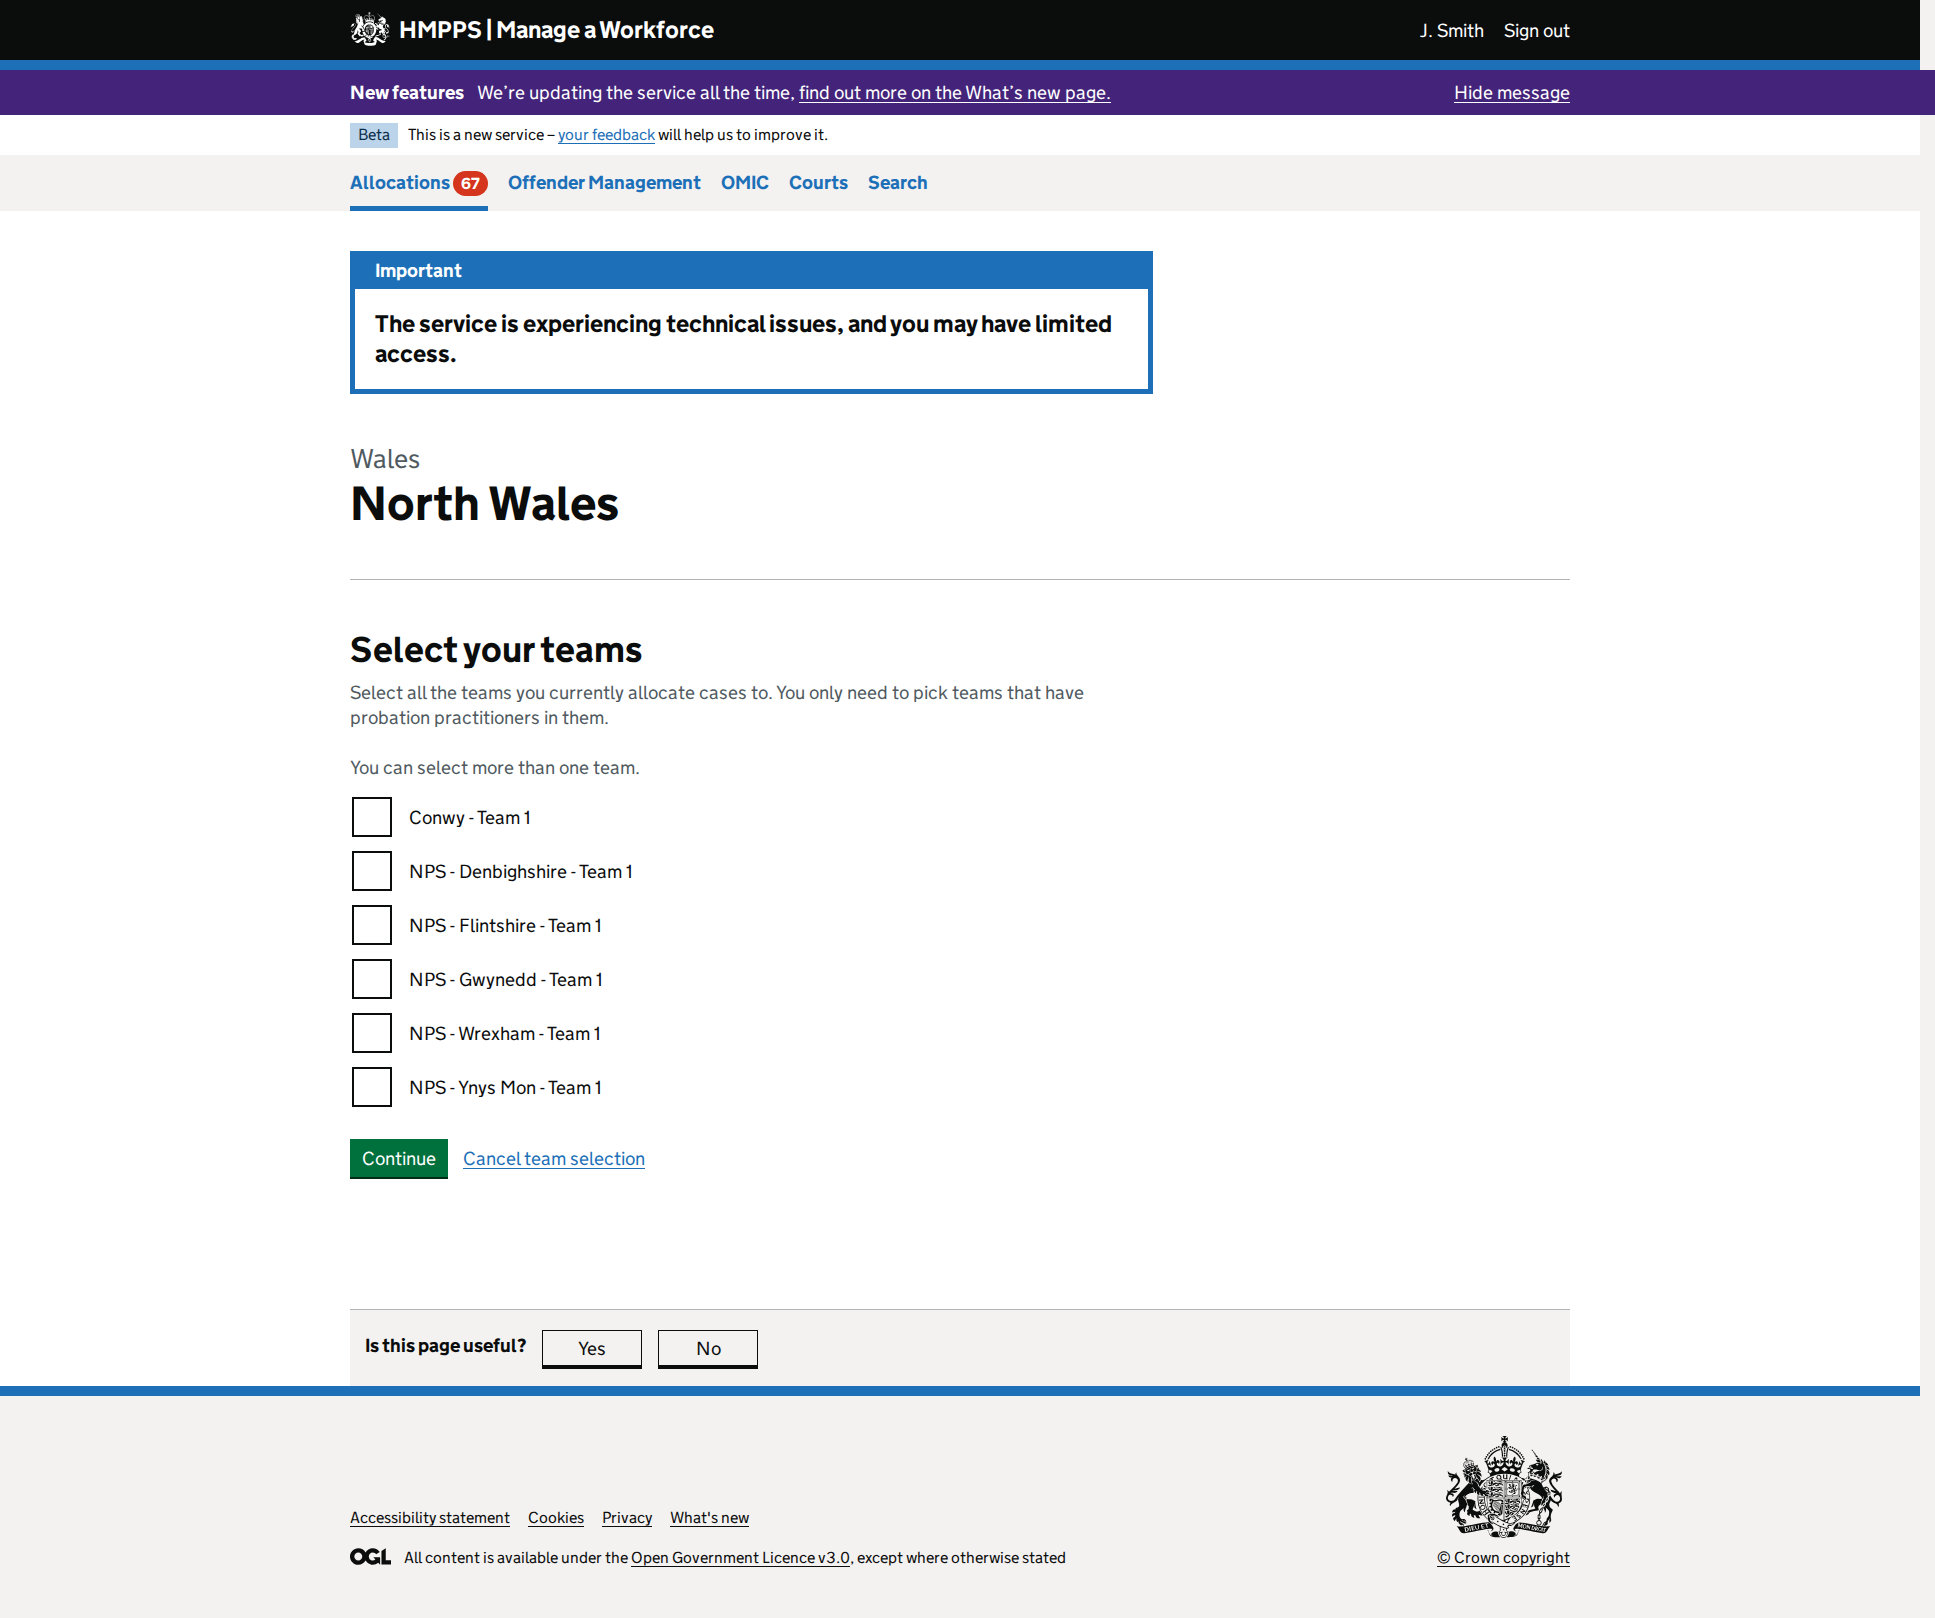 HMPPS | Manage a Workforce
J. Smith Sign out
New features We’re updating the service all the time, find out more on the What’s new page. Hide message
Beta This is a new service – your feedback will help us to improve it.
Allocations 67 Offender Management OMIC Courts Search
Important
The service is experiencing technical issues, and you may have limited
access.
Wales
North Wales
Select your teams
Select all the teams you currently allocate cases to. You only need to pick teams that have
probation practitioners in them.
You can select more than one team.
Conwy - Team 1
NPS - Denbighshire - Team 1
NPS - Flintshire - Team 1
NPS - Gwynedd - Team 1
NPS - Wrexham - Team 1
NPS - Ynys Mon - Team 1
Continue Cancel team selection
Is this page useful? Yes No
Accessibility statement Cookies Privacy What's new
OGL All content is available under the Open Government Licence v3.0, except where otherwise stated
© Crown copyright